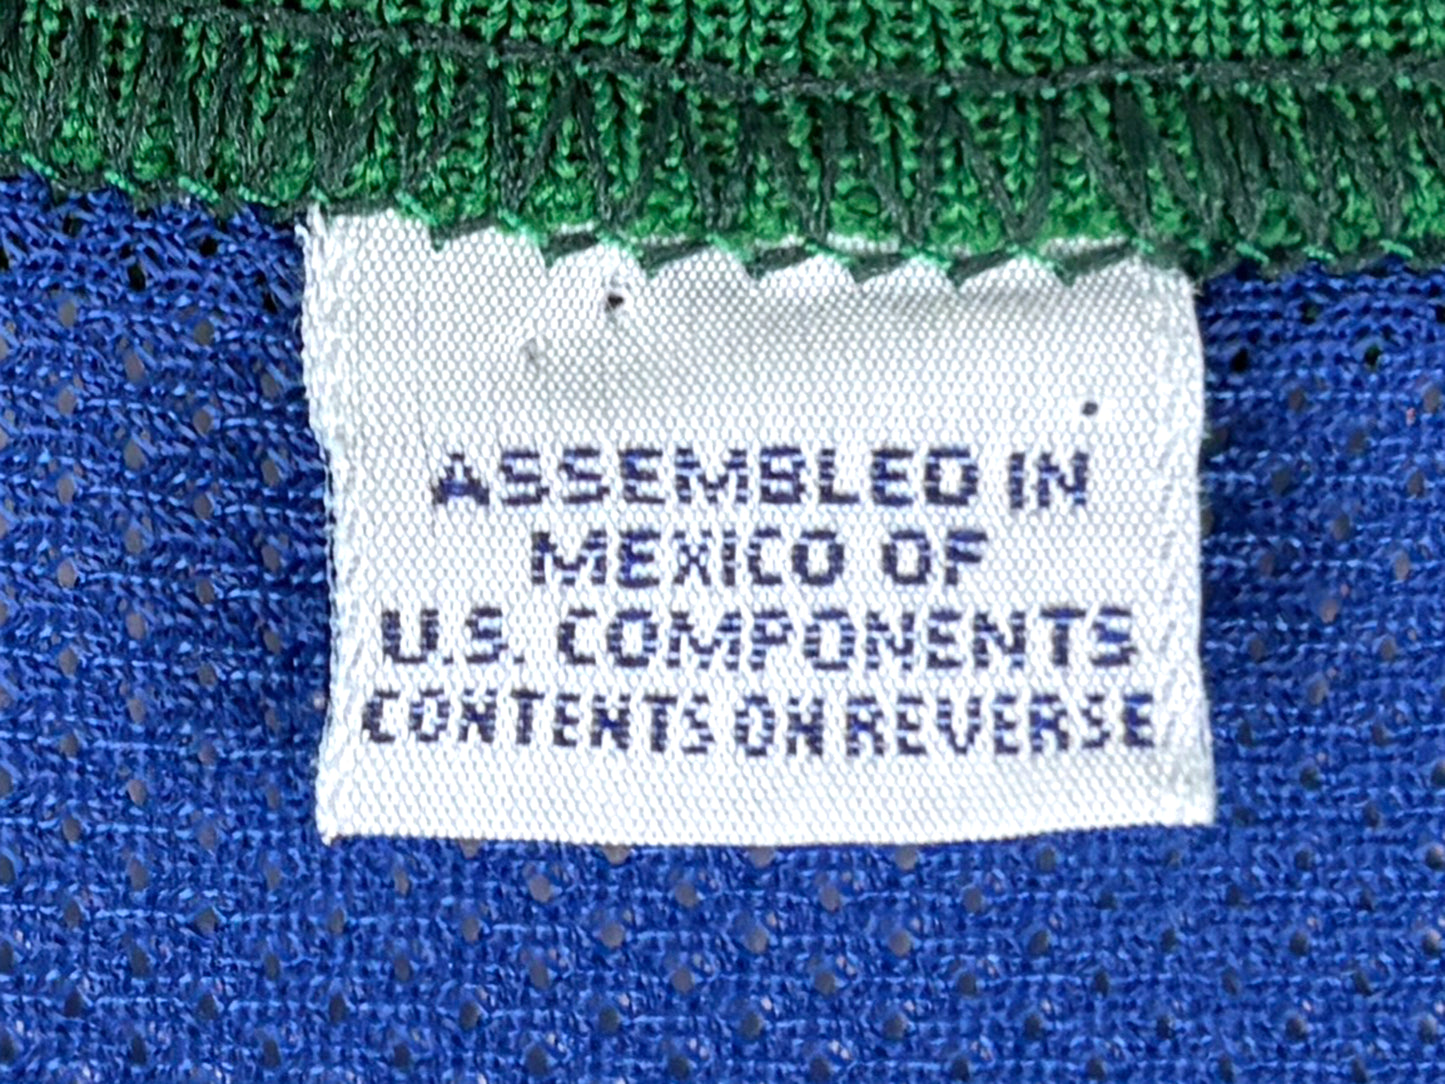 ASSEMBLED IN
MEXICO OF
U.S. COMPONENTS
CONTENTS ON REVERSE